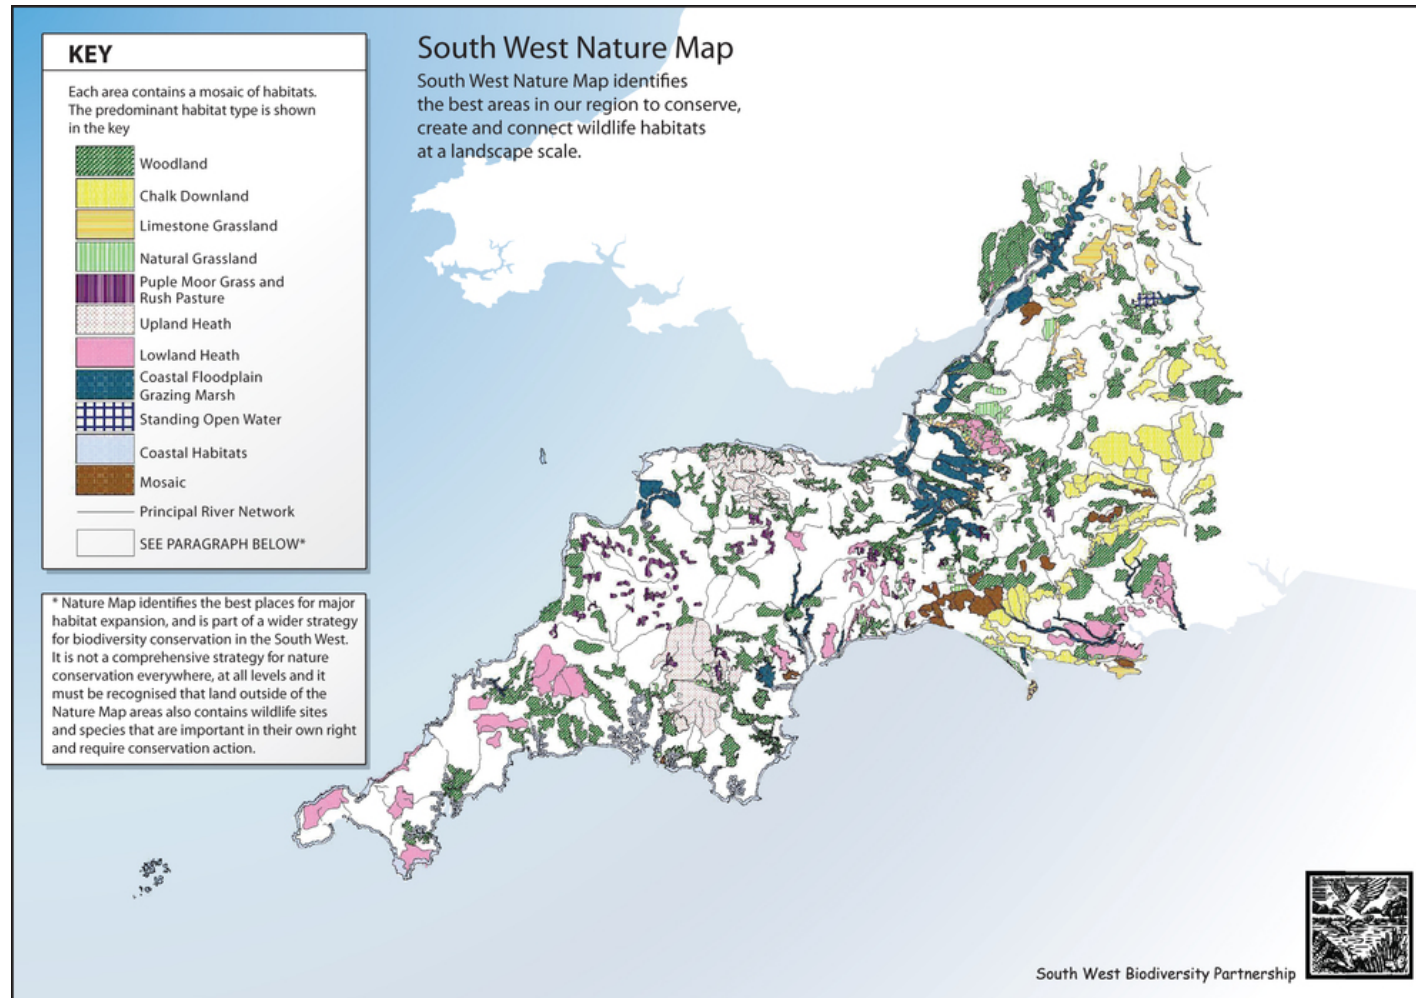 South West Nature Map
South West Nature Map identifies
the best areas in our region to conserve,
create and connect wildlife habitats
at a landscape scale.
KEY
Each area contains a mosaic of habitats.
The predominant habitat type is shown
in the key
Woodland
Chalk Downland
Limestone Grassland
Natural Grassland
Puple Moor Grass and
Rush Pasture
Upland Heath
Lowland Heath
Coastal Floodplain
Grazing Marsh
Standing Open Water
Coastal Habitats
Mosaic
Principal River Network
SEE PARAGRAPH BELOW*
* Nature Map identifies the best places for major
habitat expansion, and is part of a wider strategy
for biodiversity conservation in the South West.
It is not a comprehensive strategy for nature
conservation everywhere, at all levels and it
must be recognised that land outside of the
Nature Map areas also contains wildlife sites
and species that are important in their own right
and require conservation action.
South West Biodiversity Partnership